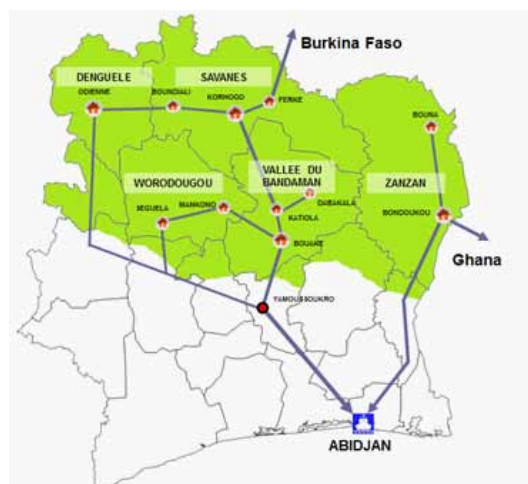 Burkina Faso
DENGUELE
SAVANES
ODIENNE
BOUNDIALI
KORHOGO
FERKE
BOUNA
VALLEE DU
BANDAMAN
WORODOUGOU
ZANZAN
DABAKALA
SEGUELA
MANKONO
KATIOLA
BONDOUKOU
BOUAKE
Ghana
YAMOUSSOUKRO
ABIDJAN